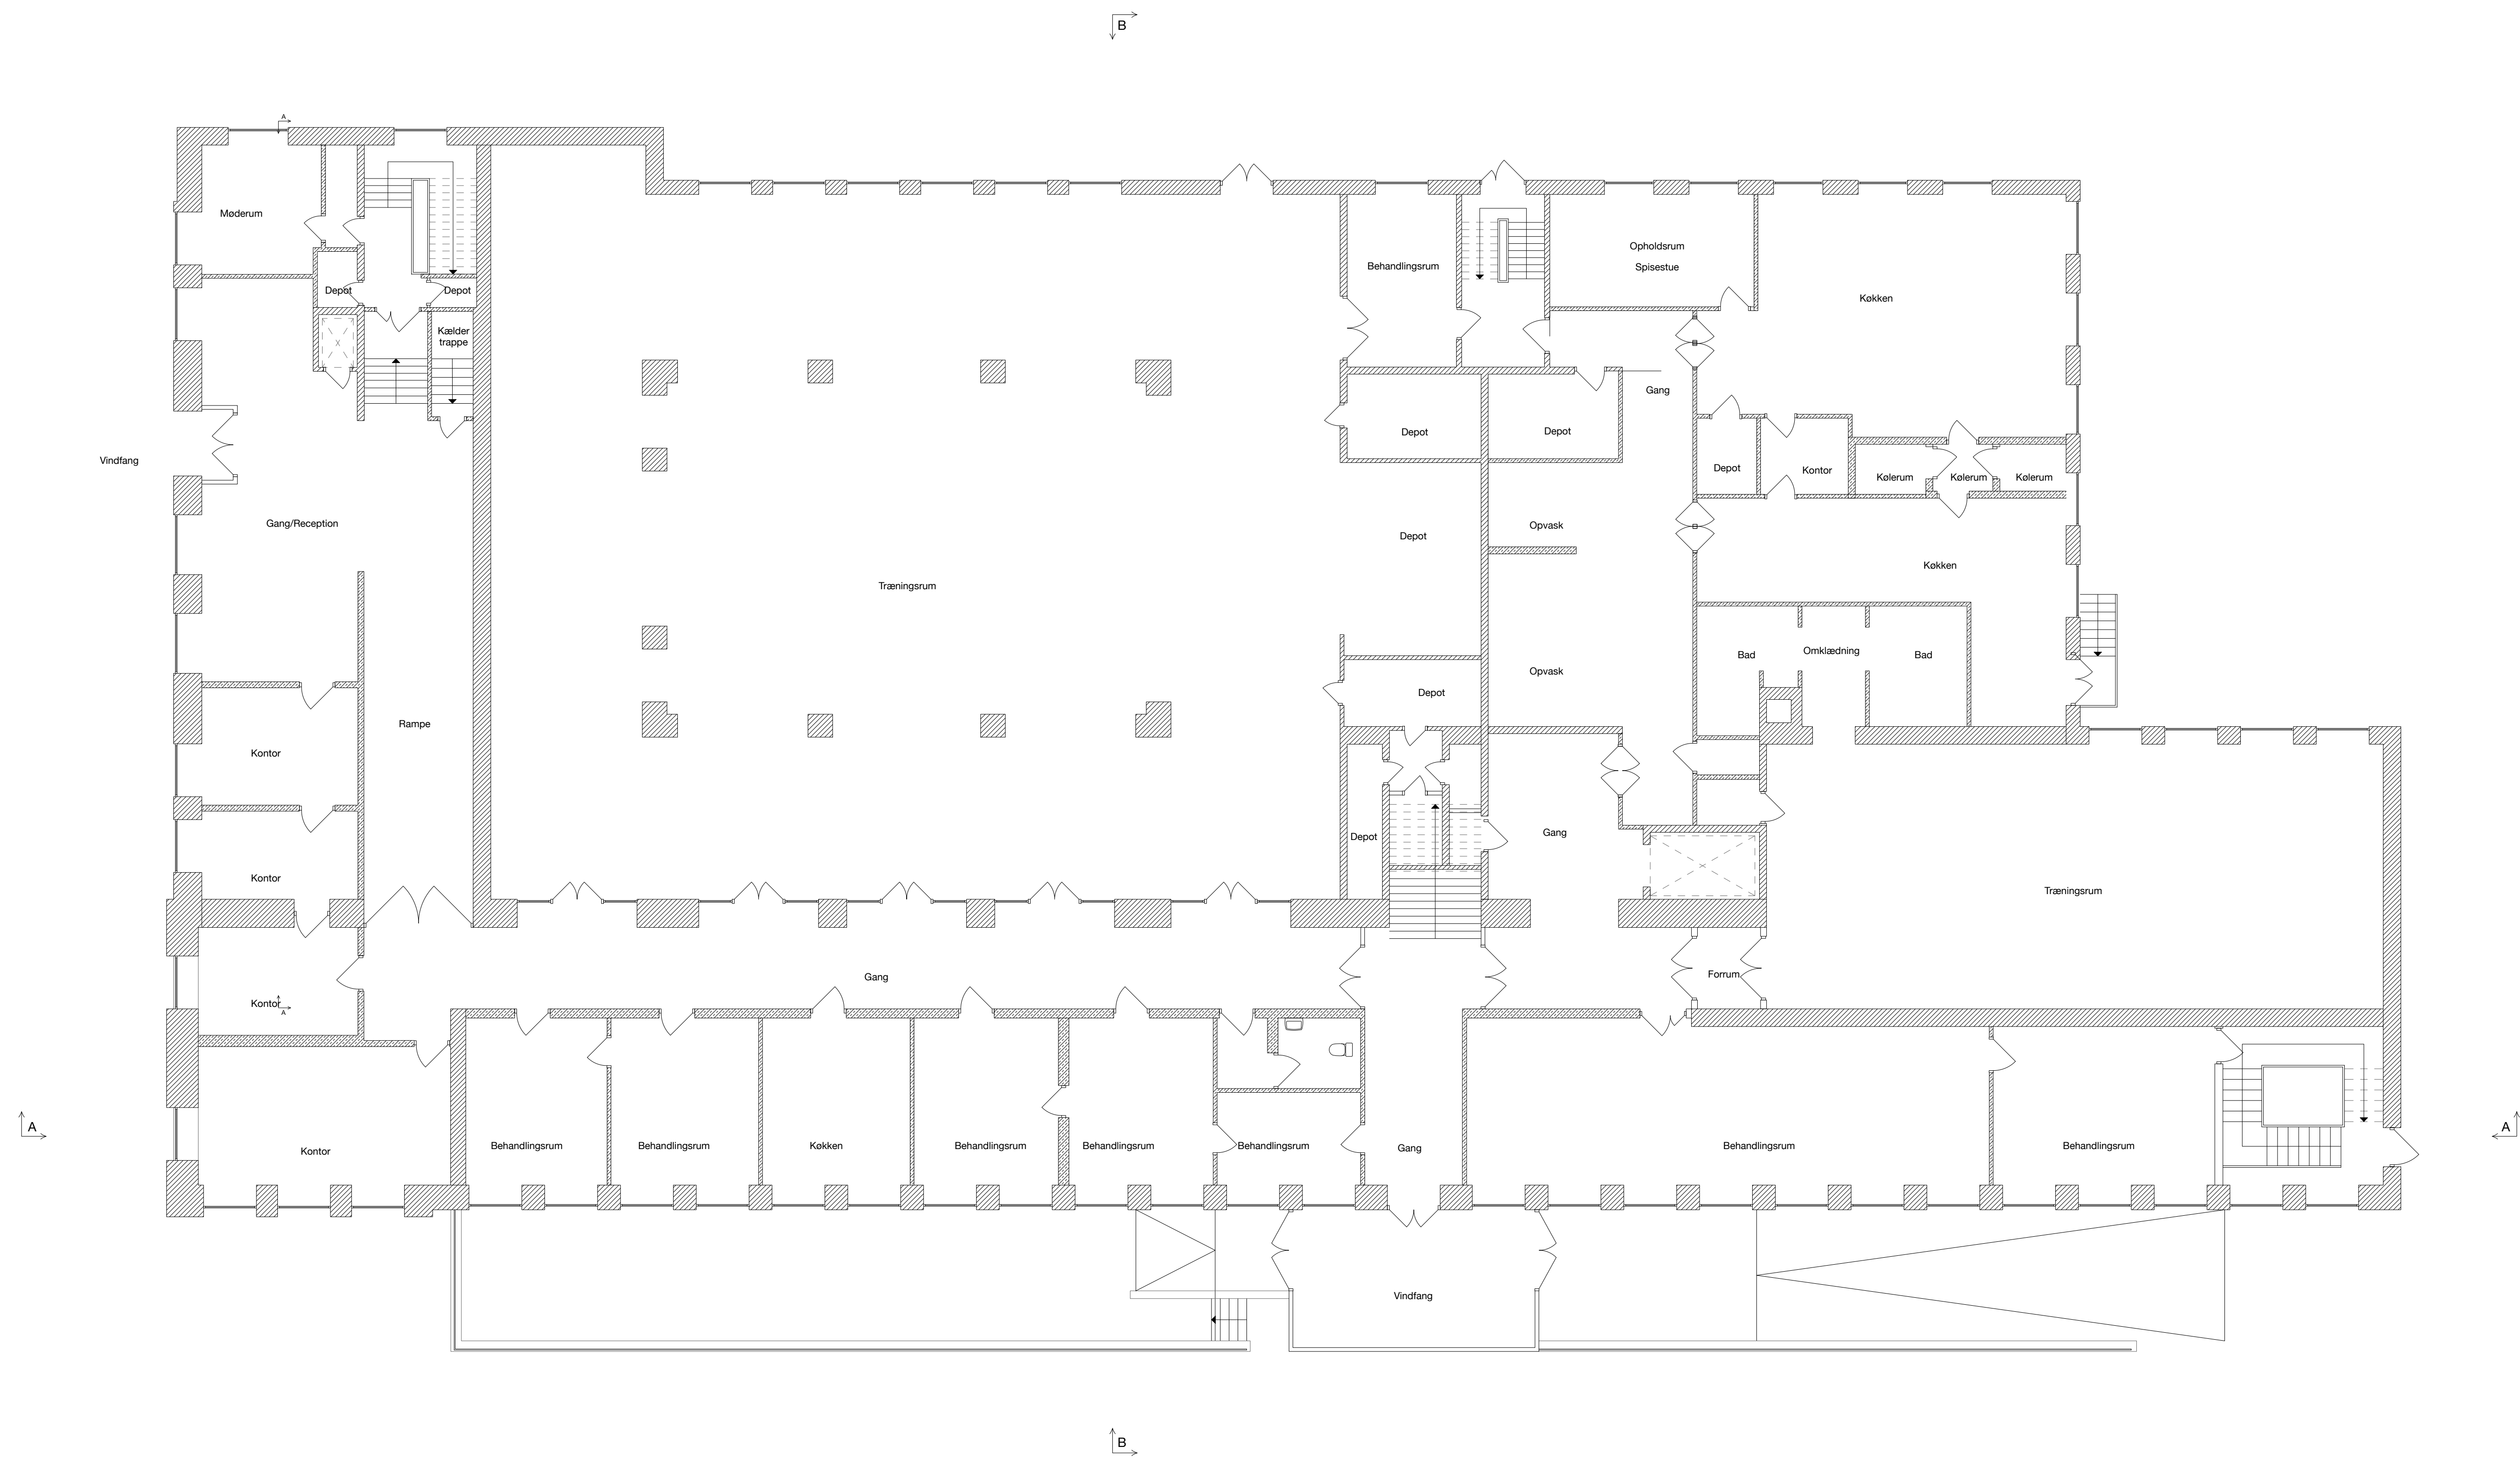 B
A
Møderum
Behandlingsrum
Opholdsrum
Spisestue
Køkken
Depot
Depot
Kælder
trappe
Gang
Depot
Depot
Vindfang
Depot
Kontor
Kølerum
Kølerum
Kølerum
Gang/Reception
Opvask
Depot
Køkken
Træningsrum
Bad
Omklædning
Bad
Opvask
Depot
Rampe
Kontor
Depot
Gang
Kontor
Træningsrum
Gang
Forrum
Kontor
A
A
A
Kontor
Behandlingsrum
Behandlingsrum
Køkken
Behandlingsrum
Behandlingsrum
Behandlingsrum
Gang
Behandlingsrum
Behandlingsrum
Vindfang
B